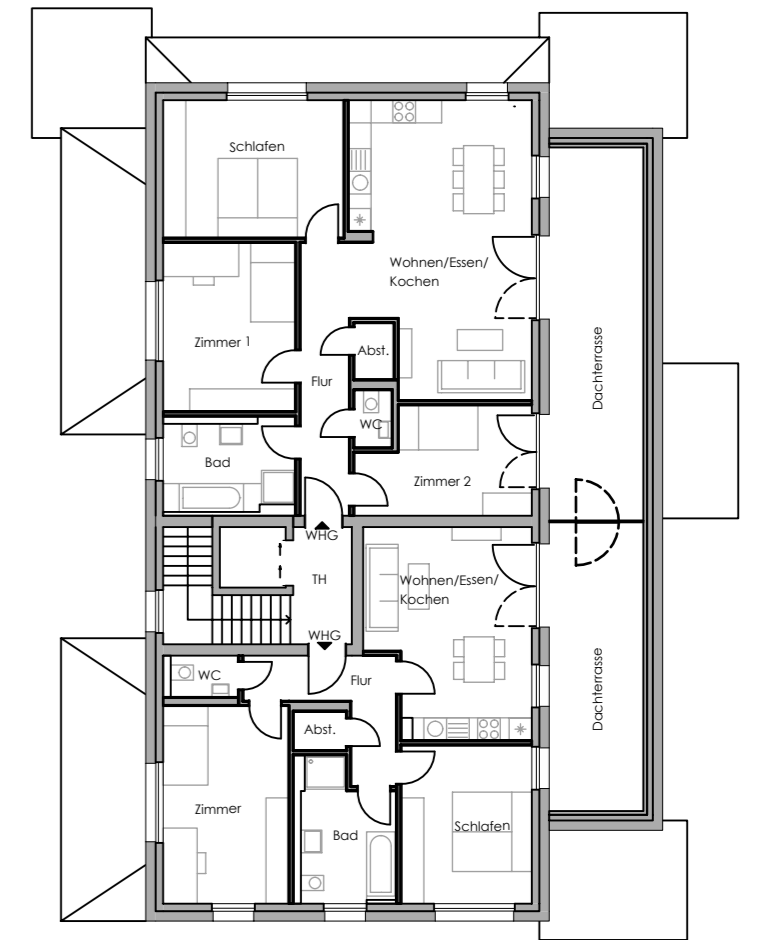 Schlafen
Wohnen/Essen/
Kochen
Zimmer 1
Abst.
Dachterrasse
Flur
WC
Bad
Zimmer 2
WHG
TH
Wohnen/Essen/
Kochen
WHG
WC
Flur
Dachterrasse
Abst.
Zimmer
Bad
Schlafen